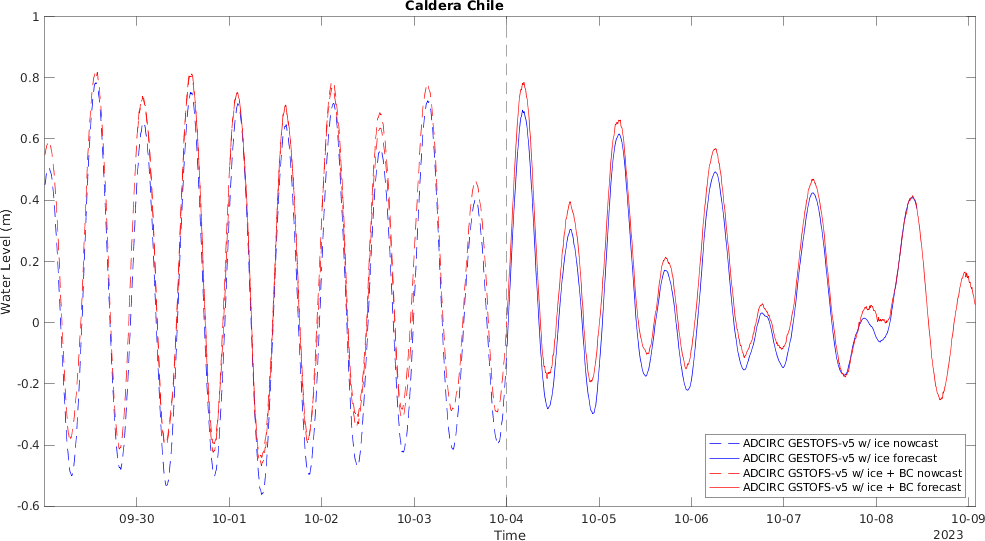 Caldera Chile
1
0.8
0.6
0.4
0.2
0
-0.2
-0.4
-0.6
Water Level (m)
ADCIRC GESTOFS-v5 w/ ice nowcast
ADCIRC GESTOFS-v5 w/ ice forecast
ADCIRC GSTOFS-v5 w/ ice + BC nowcast
ADCIRC GSTOFS-v5 w/ ice + BC forecast
09-30 10-01 10-02 10-03 10-04 10-05 10-06 10-07 10-08 10-09
Time
2023